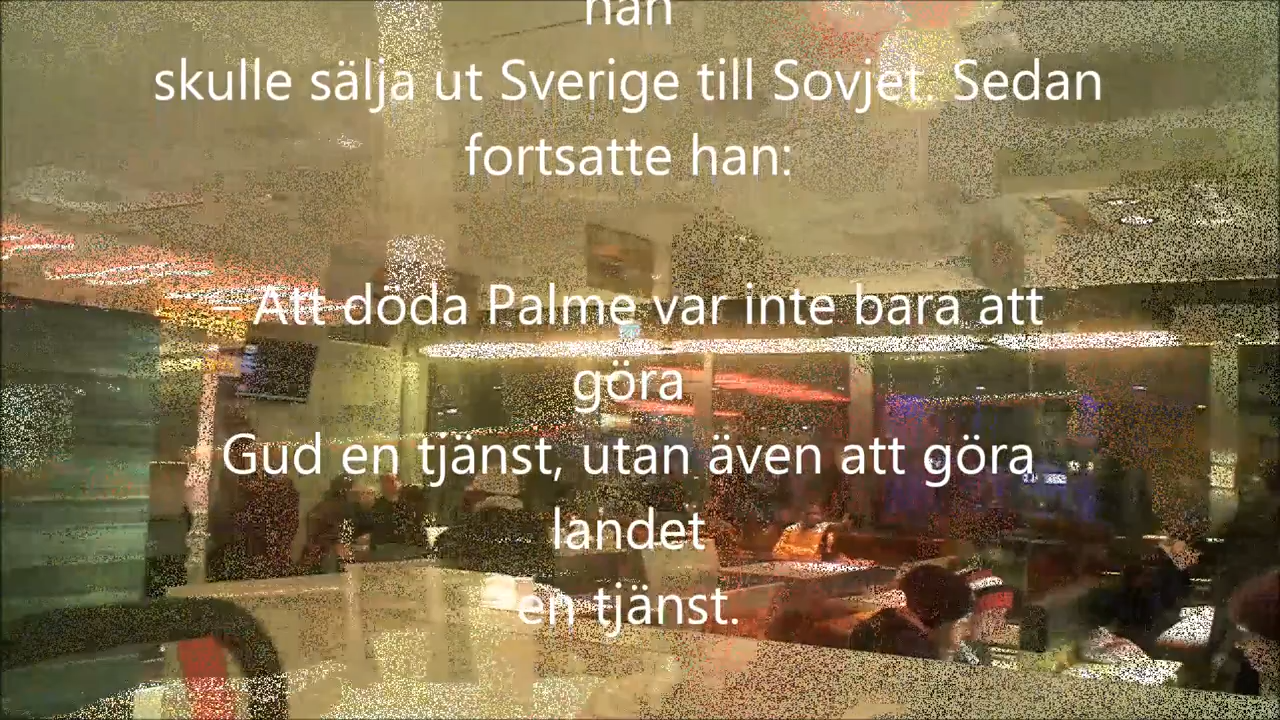 han
skulle sälja ut Sverige till Sovjet. Sedan
fortsatte han:
– Att döda Palme var inte bara att
göra
Gud en tjänst, utan även att göra
landet
en tjänst.